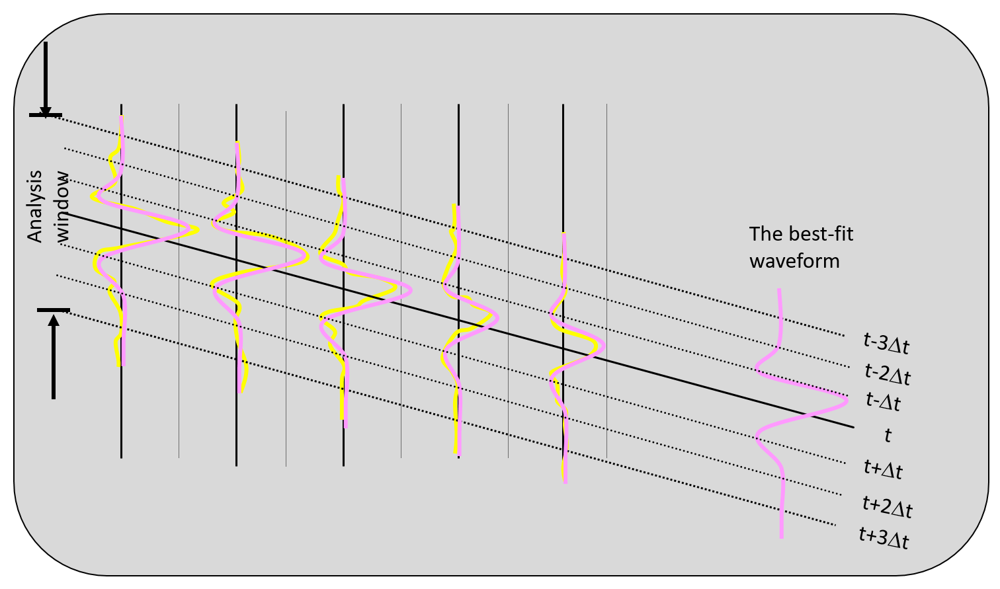 Analysis
window
The best-fit
waveform
t-3Δt
t-2Δt
t-Δt
t
t+Δt
t+2Δt
t+3Δt